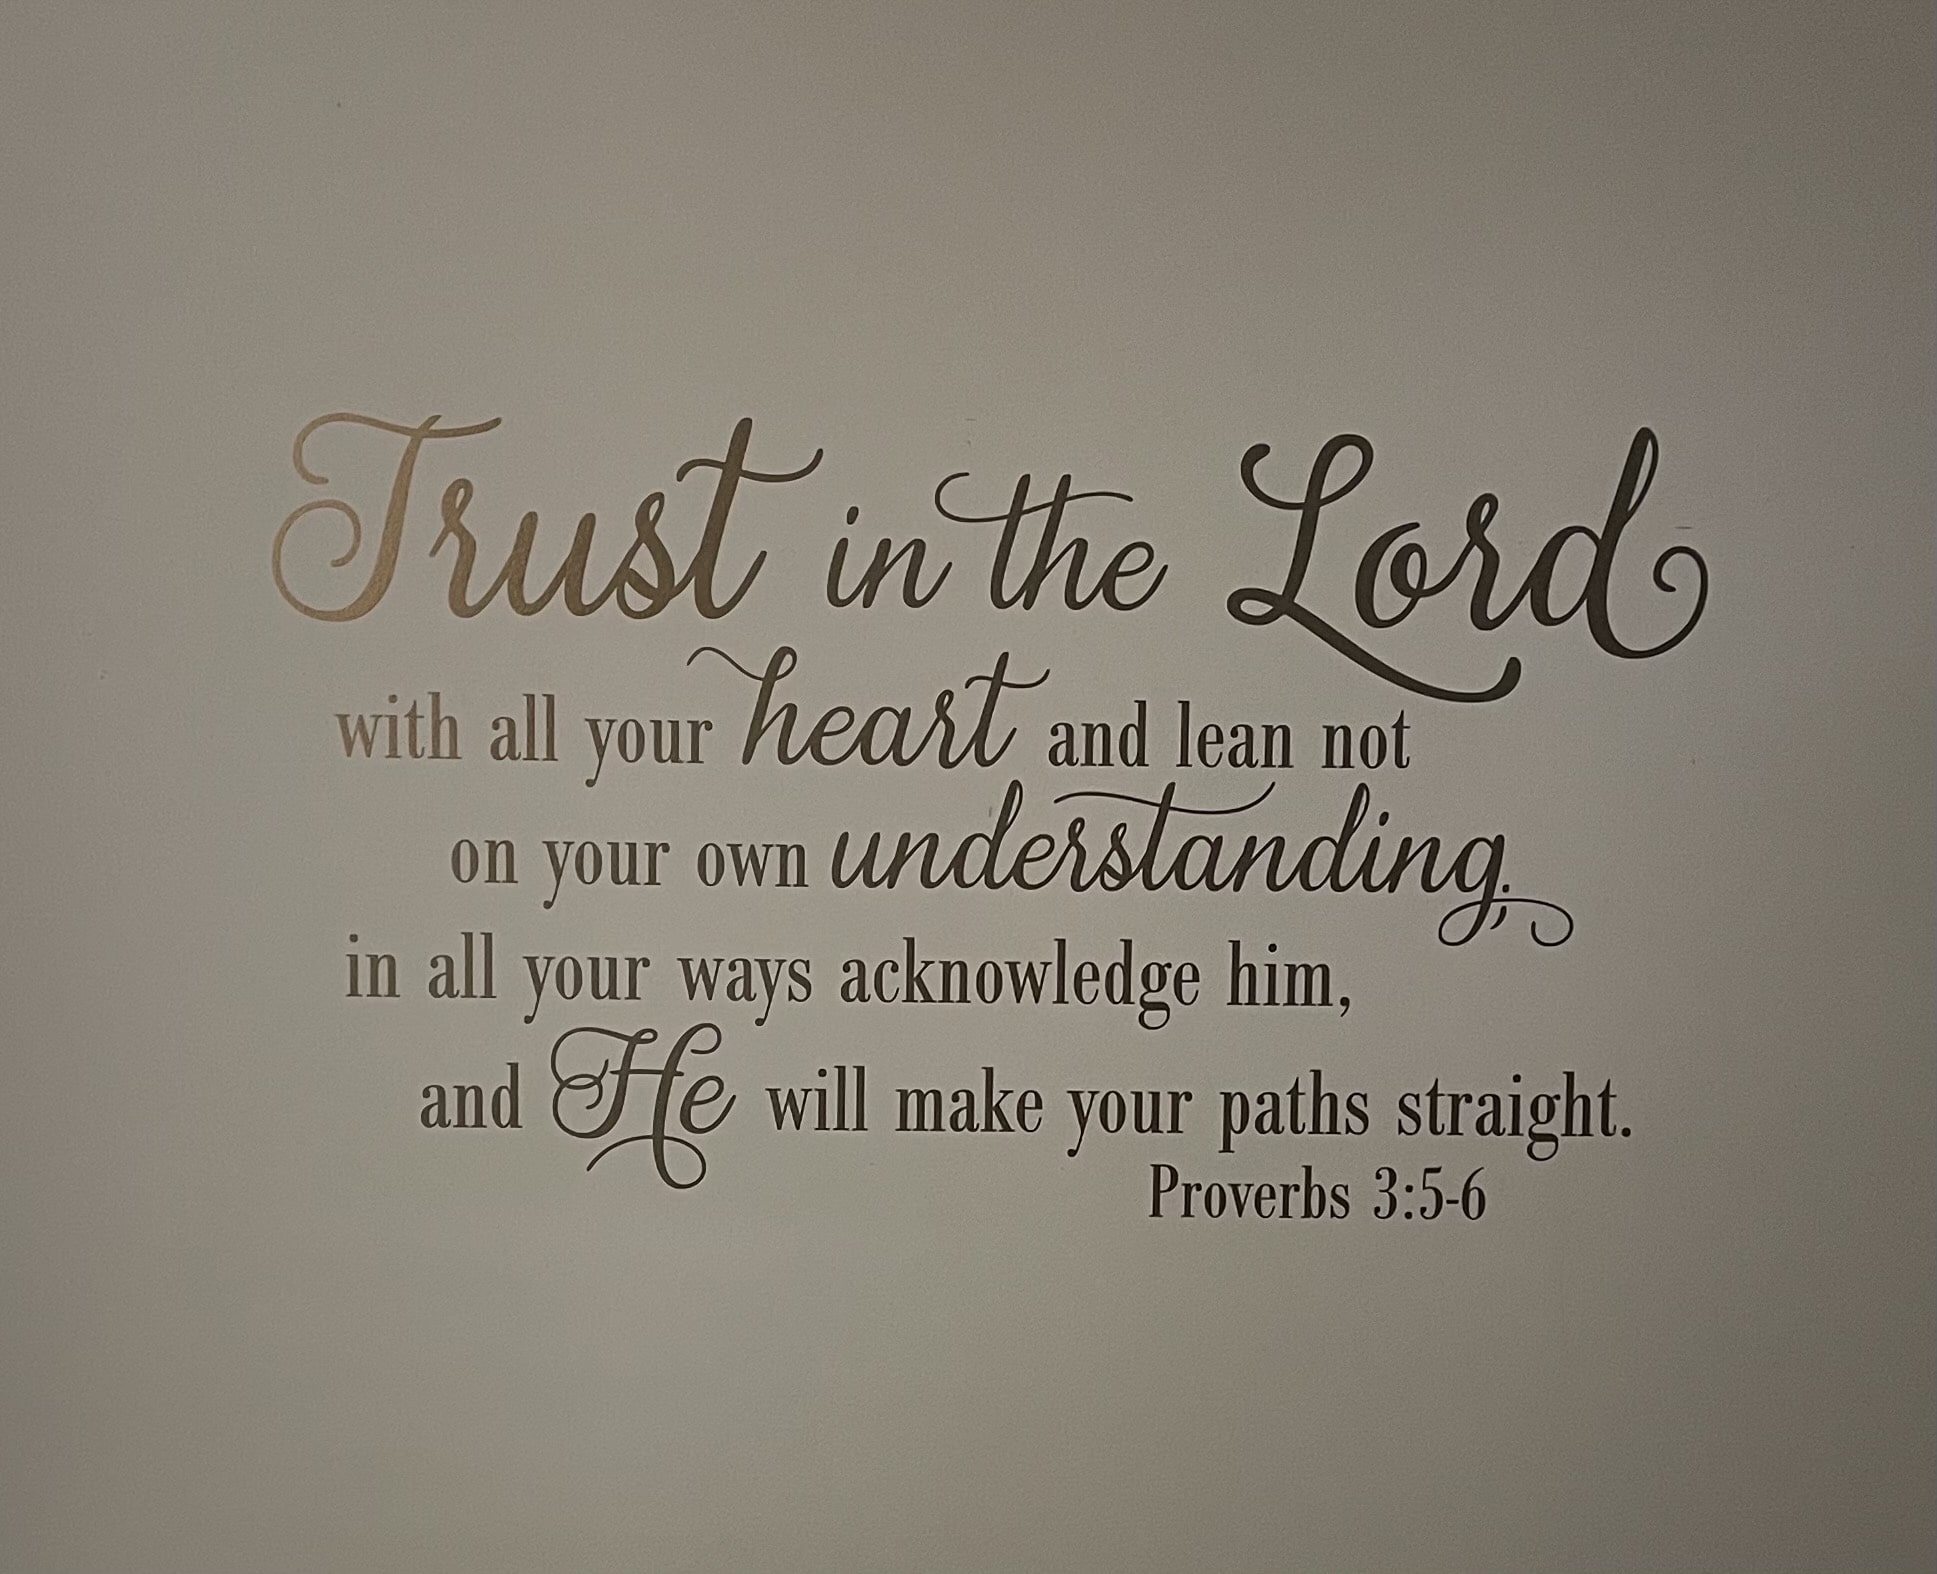 Trust in the Lord
with all your heart and lean not
on your own understanding;
in all your ways acknowledge him,
and He will make your paths straight.
Proverbs 3:5-6